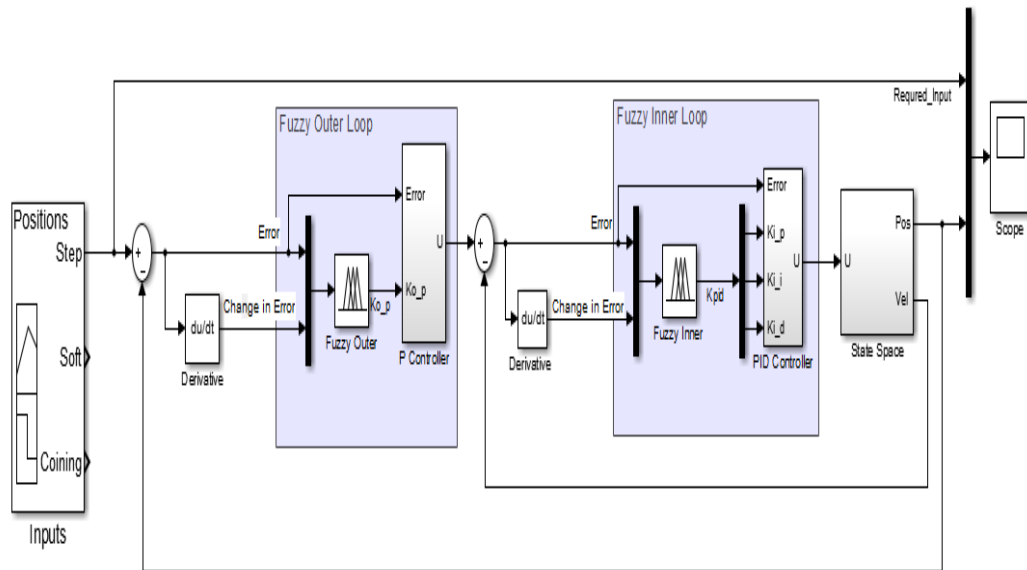 Requred_Input
Scope
Fuzzy Outer Loop
Error
U
Ko_p
P Controller
Fuzzy Outer
Error
Change in Error
du/dt
Derivative
Positions
Step
Soft
Coining
Inputs
+
-
Fuzzy Inner Loop
Error
Ki_p
Ki_i
Ki_d
U
PID Controller
Kpid
Fuzzy Inner
Error
Change in Error
du/dt
Derivative
+
-
U
Pos
Vel
State Space